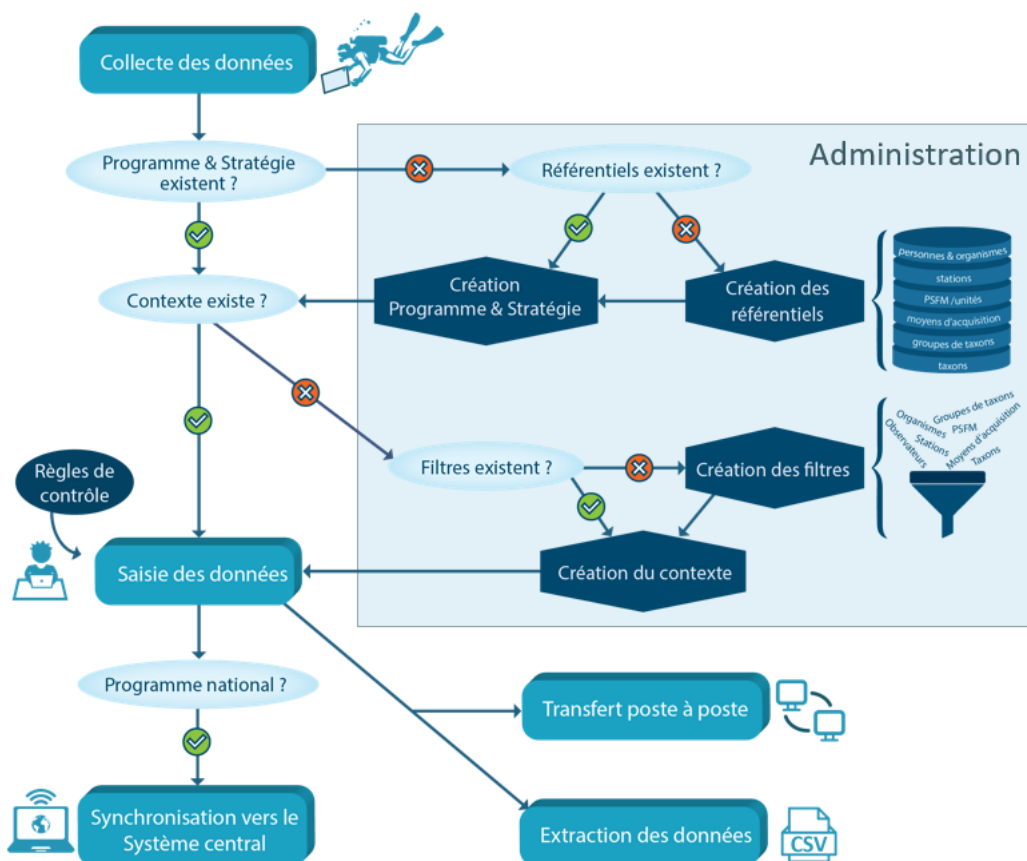 Collecte des données
Administration
Programme & Stratégie
existent ?
Référentiels existent ?
personnes & organismes
stations
PSFM /unités
moyens d'acquisition
groupes de taxons
taxons
Contexte existe ?
Création
Programme & Stratégie
Création des
référentiels
Groupes de taxons
Organismes
PSFM
Moyens d'acquisition
Stations
Observateurs
Taxons
Filtres existent ?
Création des filtres
Règles de
contrôle
Saisie des données
Création du contexte
Programme national ?
Transfert poste à poste
Synchronisation vers le
Système central
Extraction des données
CSV